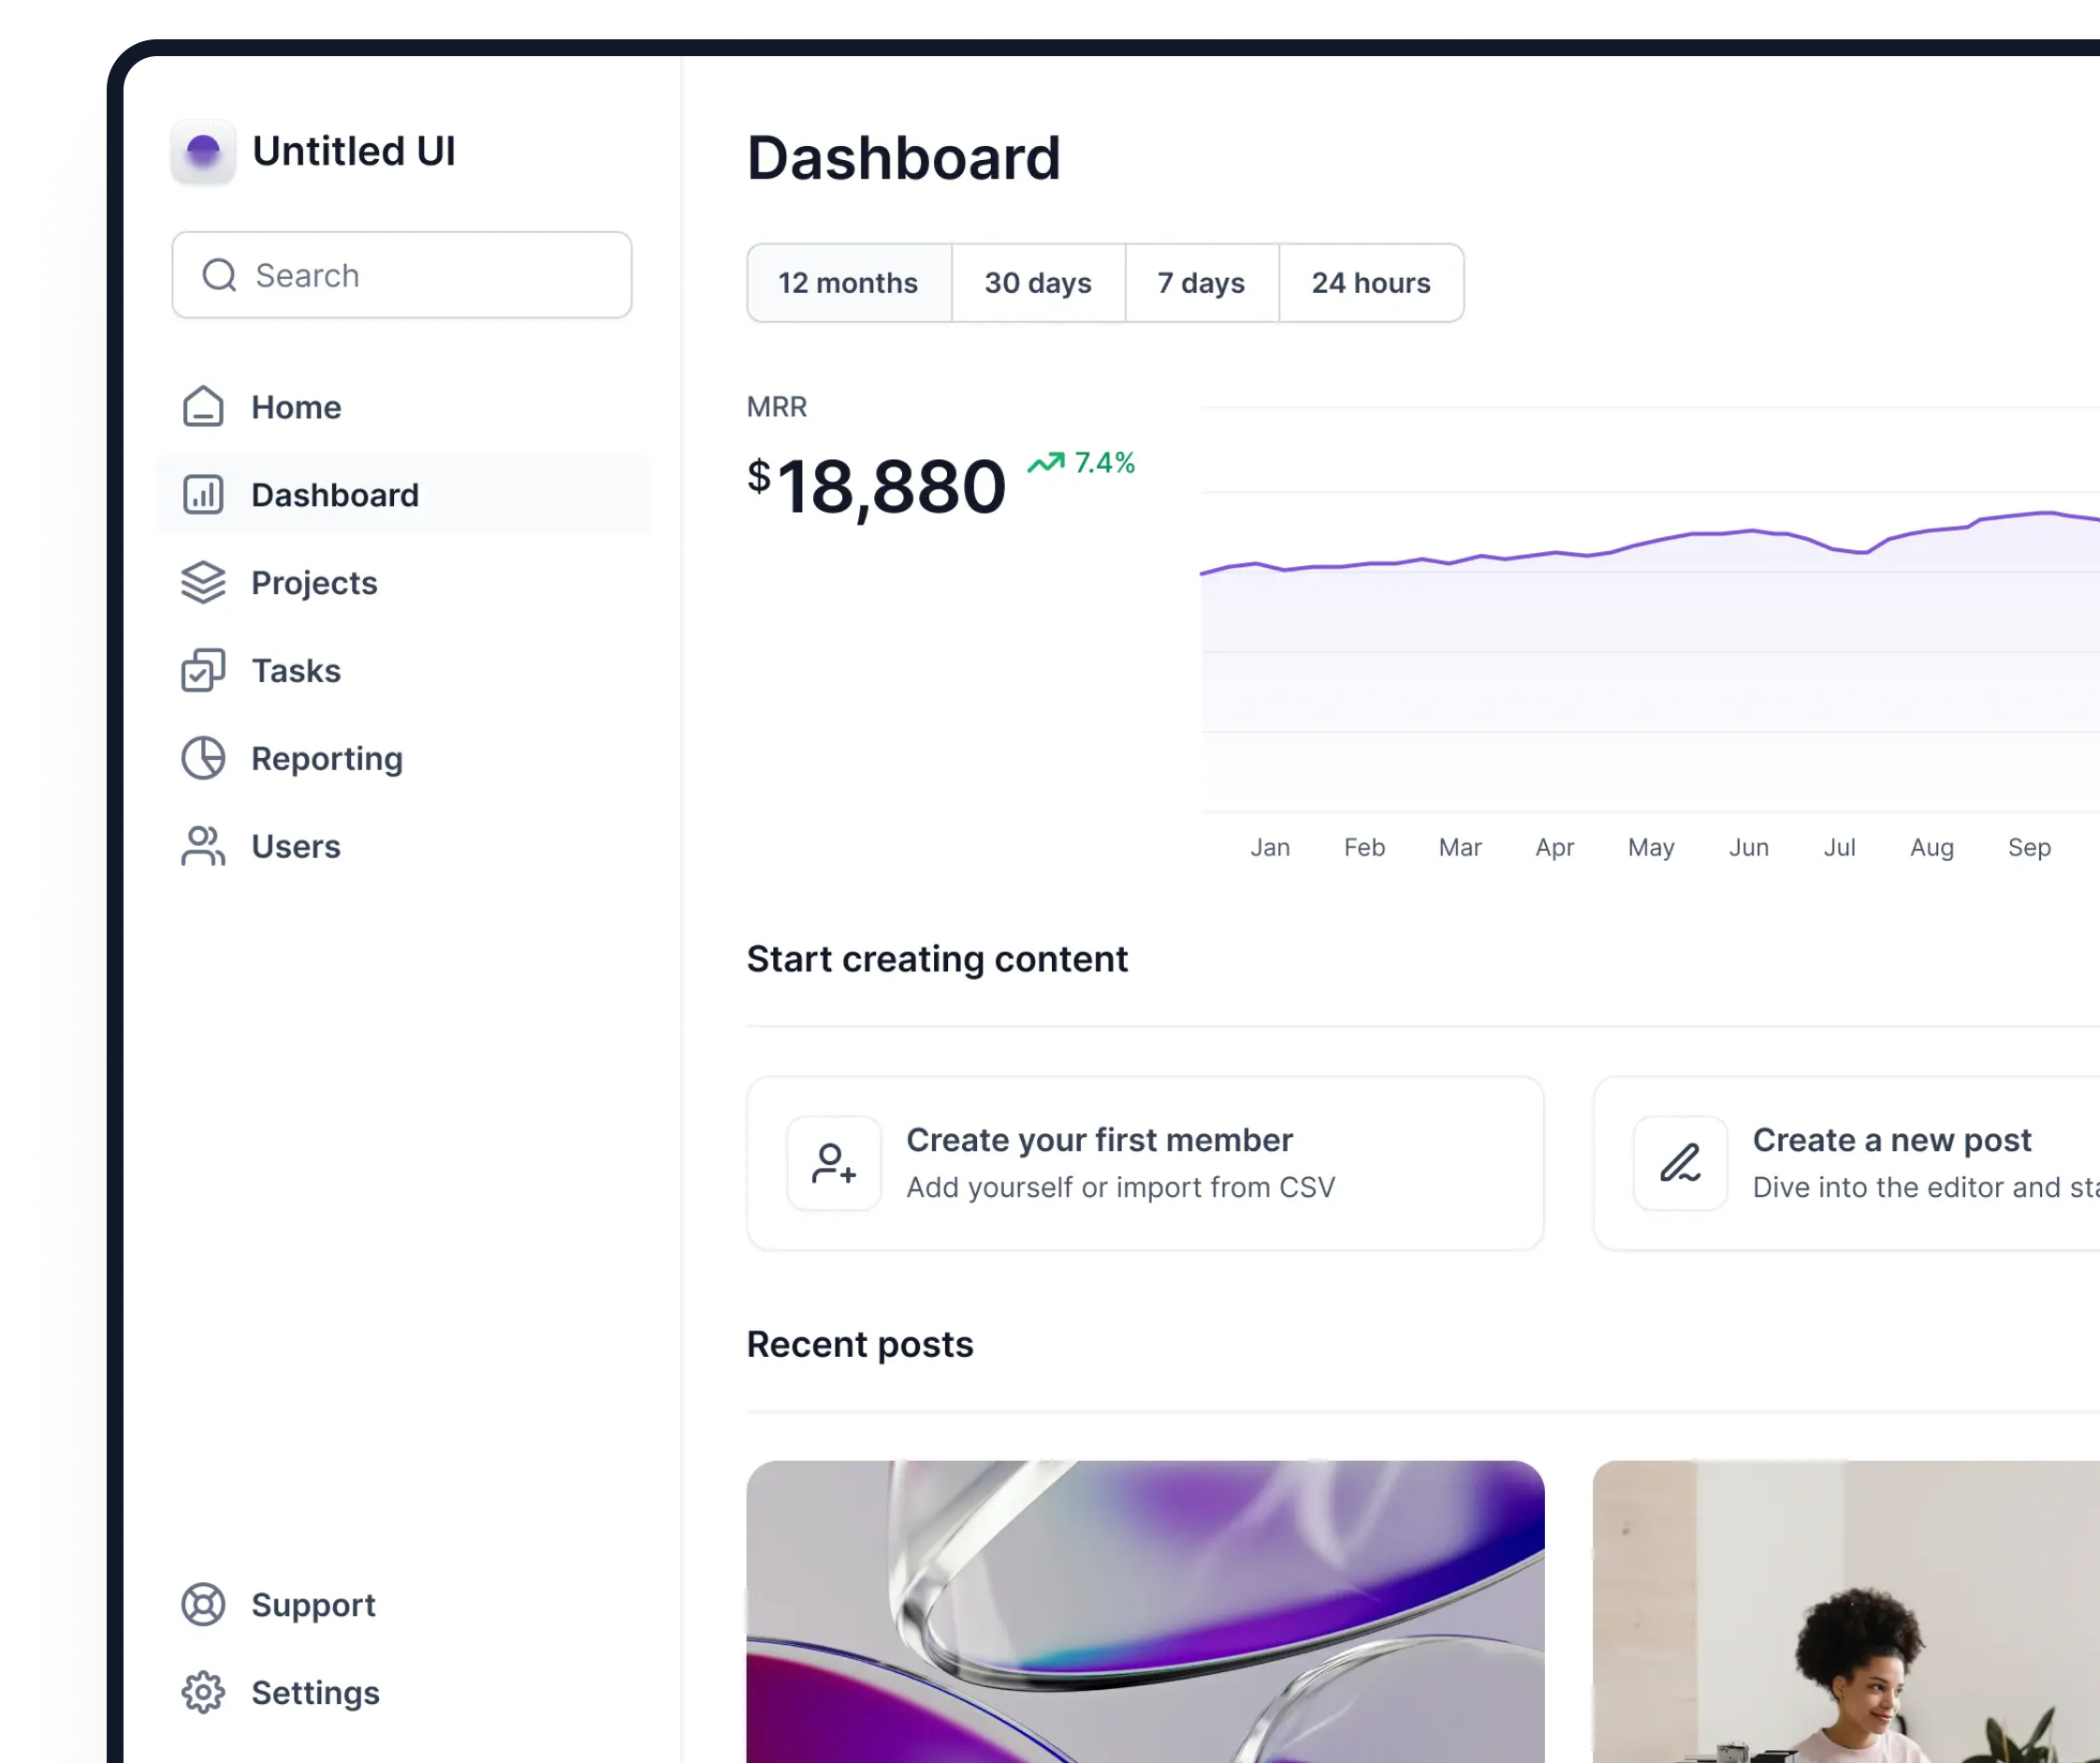 Untitled UI
Search
Home
Dashboard
Projects
Tasks
Reporting
Users
Support
Settings
Dashboard
12 months 30 days 7 days 24 hours
MRR
$18,880 7.4%
Jan Feb Mar Apr May Jun Jul Aug Sep
Start creating content
Create your first member
Add yourself or import from CSV
Create a new post
Dive into the editor and
Recent posts